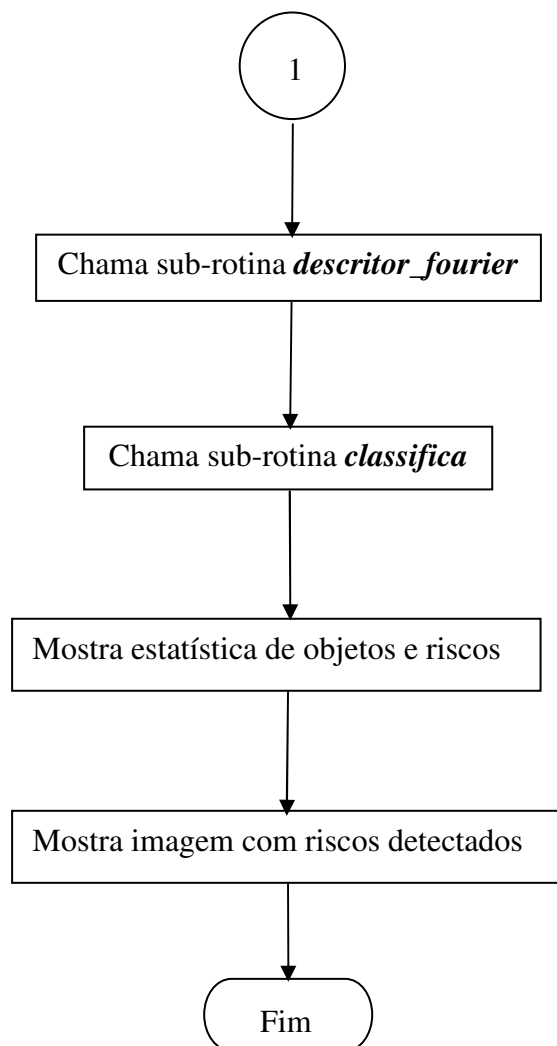 1
Chama sub-rotina descritor_fourier
Chama sub-rotina classifica
Mostra estatística de objetos e riscos
Mostra imagem com riscos detectados
Fim